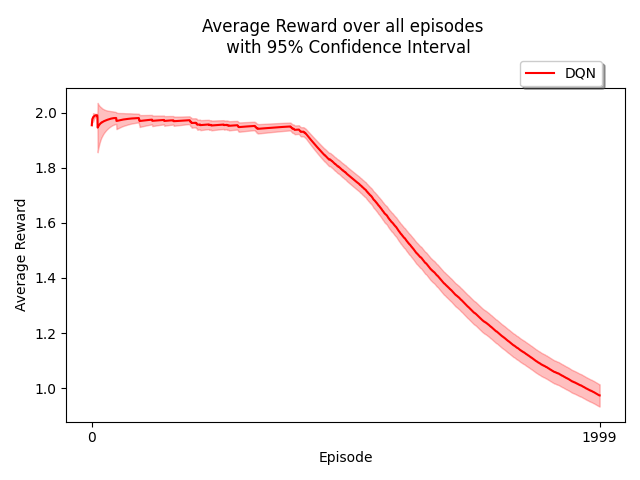 Average Reward over all episodes
with 95% Confidence Interval
DQN
2.0
1.8
1.6
1.4
1.2
1.0
Average Reward
0
1999
Episode